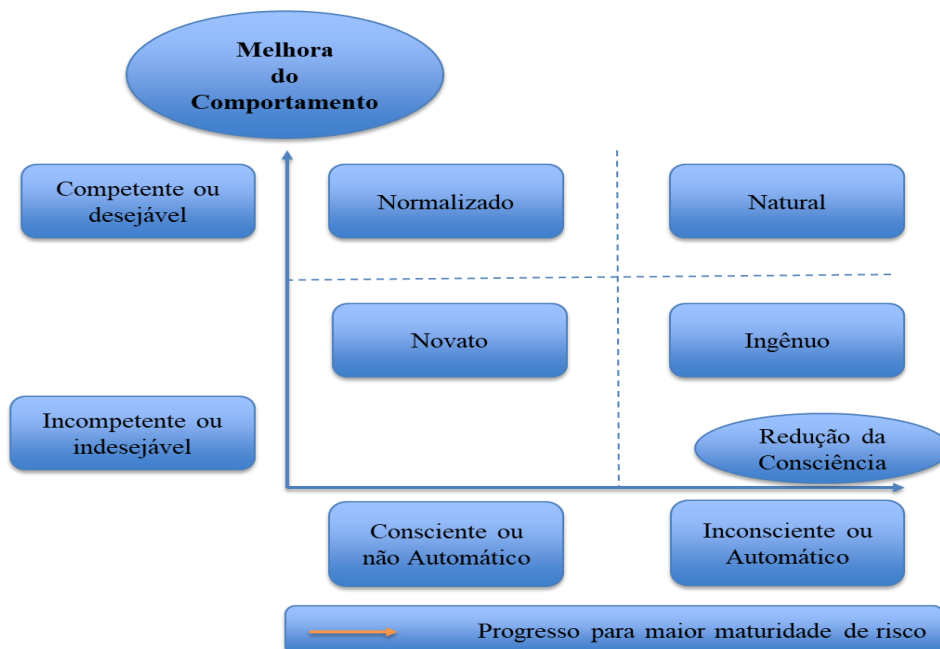 Melhora
do
Comportamento
Competente ou
desejável
Normalizado
Natural
Novato
Ingênuo
Incompetente ou
indesejável
Redução da
Consciência
Consciente ou
não Automático
Inconsciente ou
Automático
Progresso para maior maturidade de risco